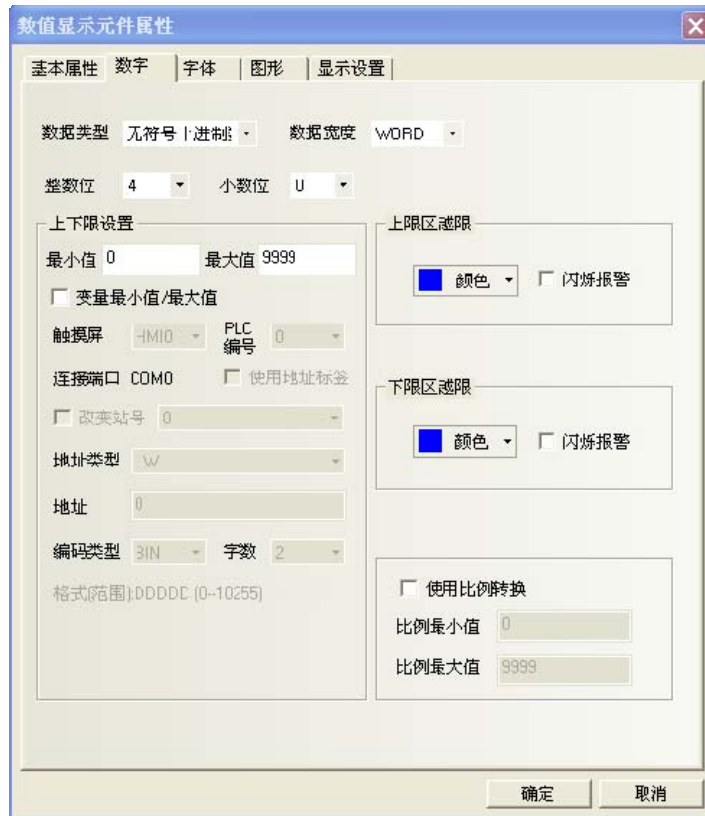 数值显示元件属性
基本属性 数字 字体 图形 显示设置
数据类型 无符号十进制 数据宽度 WORD
整数位 4 小数位 0
上下限设置
最小值 0 最大值 9999
变量最小值/最大值
触摸屏 HMI0 PLC编号 0
连接端口 COM0 使用地址标签
改变站号 0
地址类型 LW
地址 0
编码类型 BIN 字数 2
格式(范围):DDDDD (0~10255)
上限区越限
颜色 闪烁报警
下限区越限
颜色 闪烁报警
使用比例转换
比例最小值 0
比例最大值 9999
确定 取消